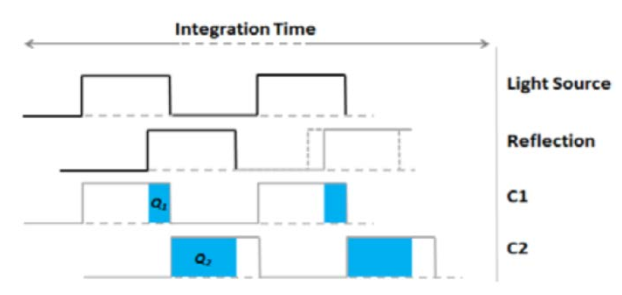 Integration Time
Light Source
Reflection
C1
Q1
C2
Q2